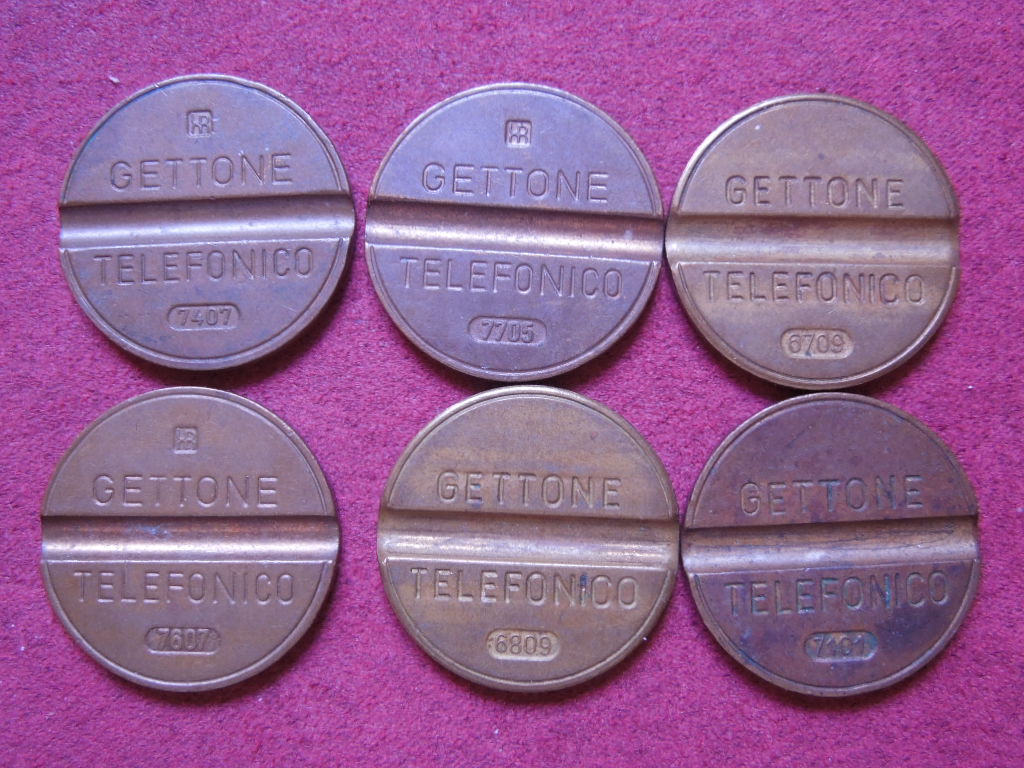 GETTONE
TELEFONICO
7407
GETTONE
TELEFONICO
7705
GETTONE
TELEFONICO
6709
GETTONE
TELEFONICO
7607
GETTONE
TELEFONICO
6809
GETTONE
TELEFONICO
7101